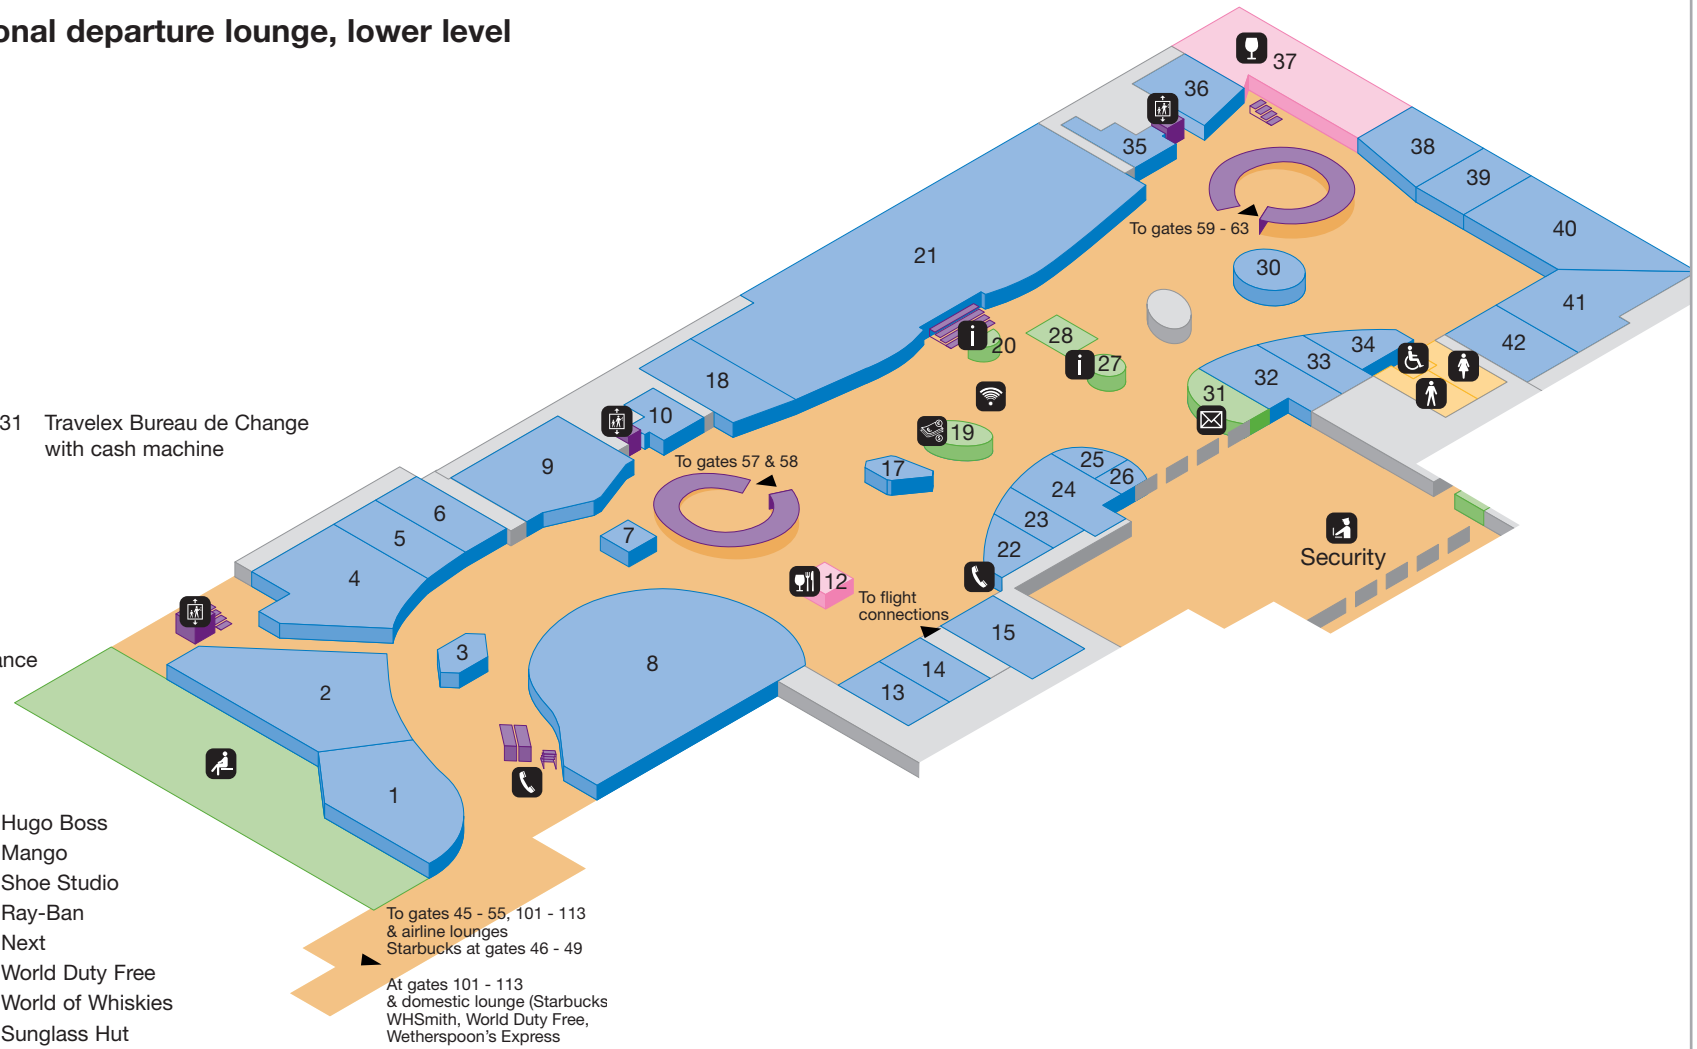 onal departure lounge, lower level
37
36
35
38
39
40
To gates 59 - 63
21
30
41
28
20
27
34
42
33
32
18
31
10
31 Travelex Bureau de Change
with cash machine
19
To gates 57 & 58
25
9
17
26
24
6
23
5
7
22
Security
4
12
To flight
connections
15
3
ance
8
14
2
13
1
Hugo Boss
Mango
Shoe Studio
Ray-Ban
Next
World Duty Free
World of Whiskies
Sunglass Hut
To gates 45 - 55, 101 - 113
& airline lounges
Starbucks at gates 46 - 49
At gates 101 - 113
& domestic lounge (Starbucks
WHSmith, World Duty Free,
Wetherspoon's Express